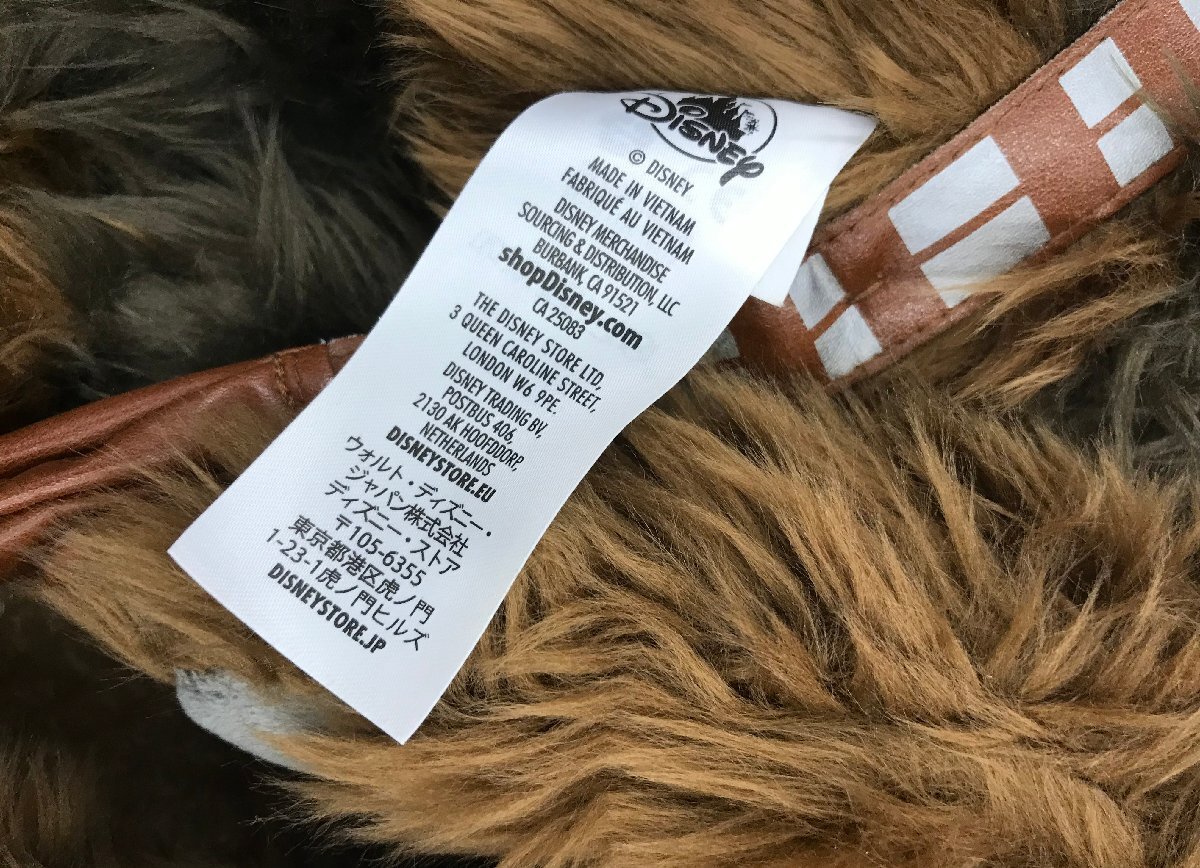 Disney
© DISNEY
MADE IN VIETNAM
FABRIQUÉ AU VIETNAM
DISNEY MERCHANDISE
SOURCING & DISTRIBUTION, LLC
BURBANK, CA 91521
shopDisney.com
CA 25083
THE DISNEY STORE LTD,
3 QUEEN CAROLINE STREET,
LONDON W6 9PE.
DISNEY TRADING BV,
POSTBUS 406,
2130 AK HOOFDDORP,
NETHERLANDS
DISNEYSTORE.EU
ウォルト・ディズニー・
ジャパン株式会社
ディズニー・ストア
〒105-6355
東京都港区虎ノ門
1-23-1虎ノ門ヒルズ
DISNEYSTORE.JP